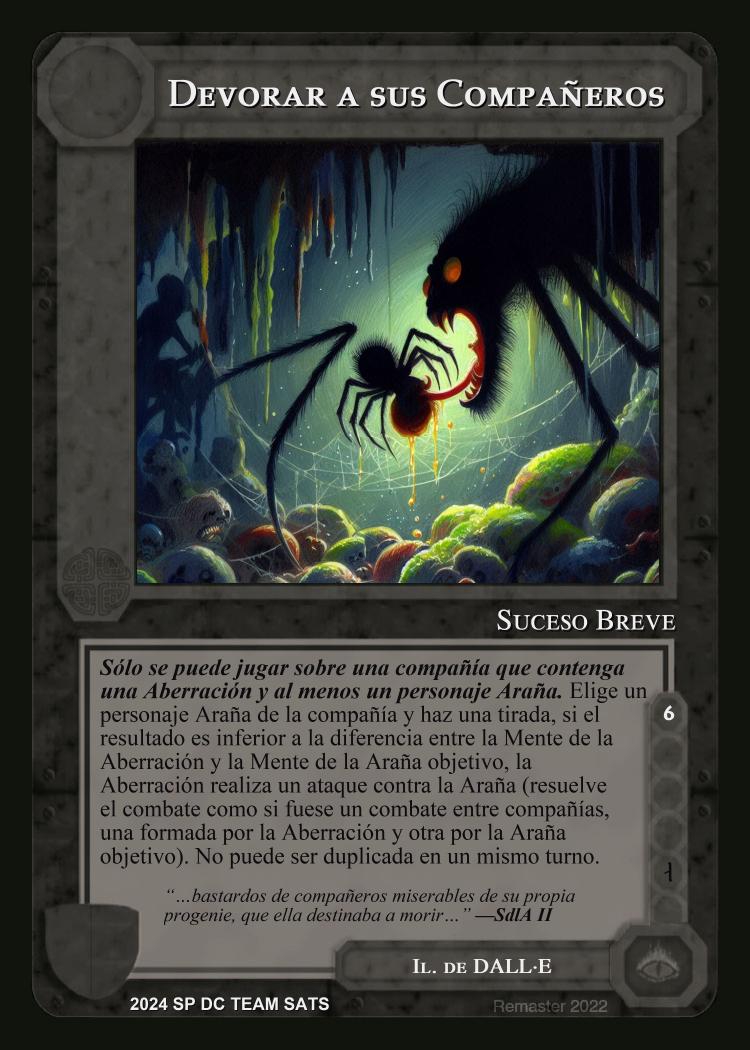 Devorar a sus Compañeros
Suceso Breve
Sólo se puede jugar sobre una compañía que contenga
una Aberración y al menos un personaje Araña. Elige un
personaje Araña de la compañía y haz una tirada, si el
resultado es inferior a la diferencia entre la Mente de la
Aberración y la Mente de la Araña objetivo, la
Aberración realiza un ataque contra la Araña (resuelve
el combate como si fuese un combate entre compañías,
una formada por la Aberración y otra por la Araña
objetivo). No puede ser duplicada en un mismo turno.
6
“…bastardos de compañeros miserables de su propia
progenie, que ella destinaba a morir…” —SdlA II
Il. de DALL·E
2024 SP DC TEAM SATS
Remaster 2022